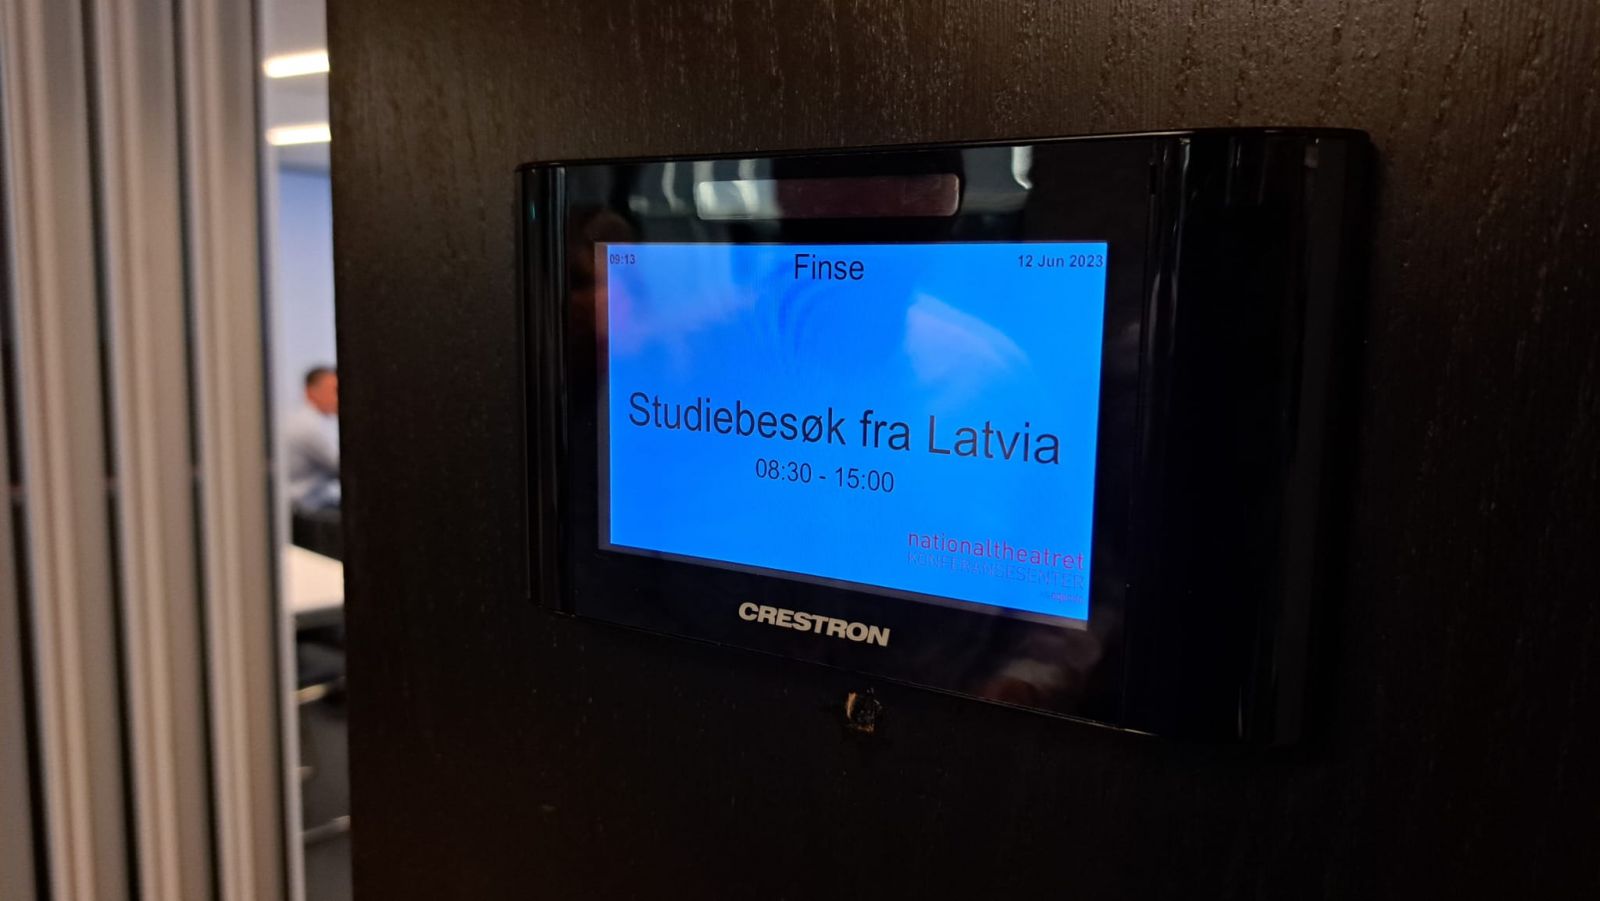 09:13 Finse 12 Jun 2023
Studiebesøk fra Latvia
08:30 - 15:00
nationaltheatret
KONFERANSESENTER
CRESTRON